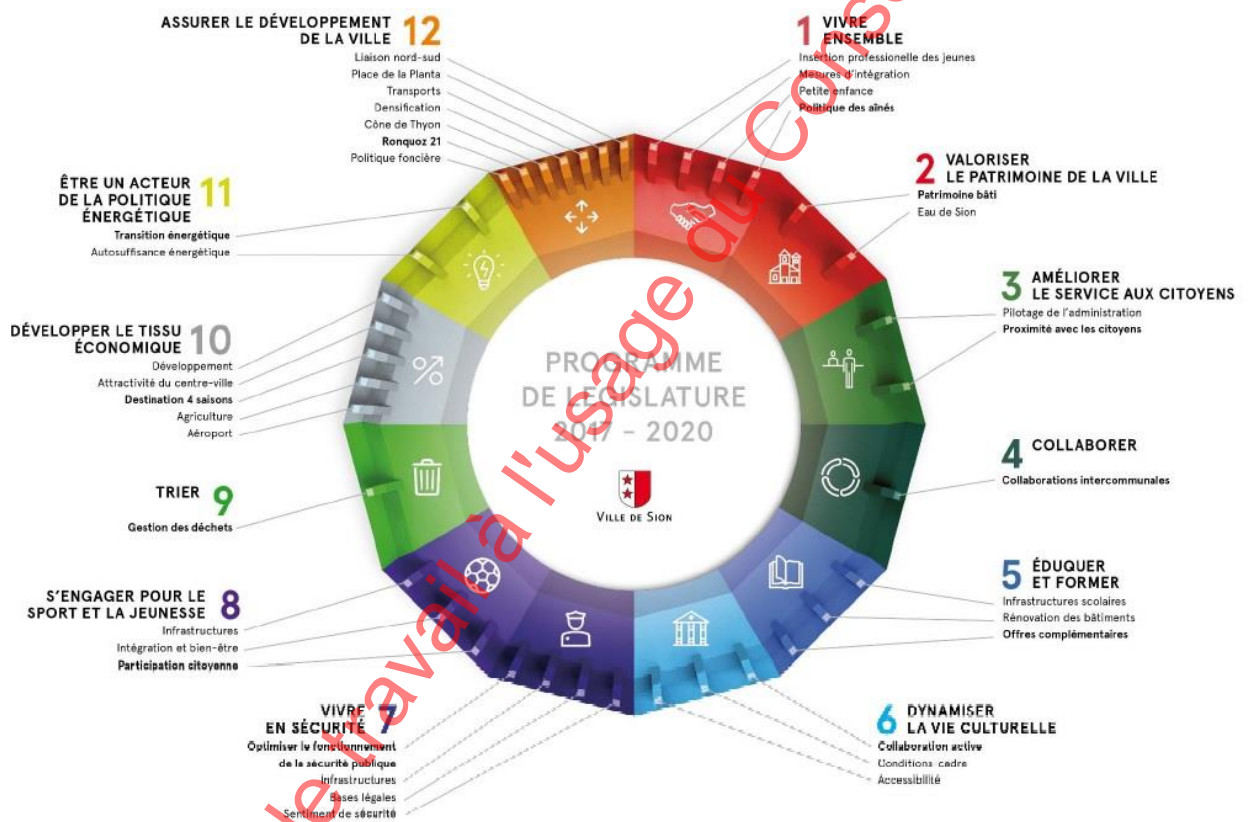 ASSURER LE DÉVELOPPEMENT
DE LA VILLE 12
Liaison nord-sud
Place de la Planta
Transports
Densification
Cône de Thyon
Ronquoz 21
Politique foncière
1 VIVRE
ENSEMBLE
Insertion professionelle des jeunes
Mesures d'intégration
Petite enfance
Politique des aînés
2 VALORISER
LE PATRIMOINE DE LA VILLE
Patrimoine bâti
Eau de Sion
3 AMÉLIORER
LE SERVICE AUX CITOYENS
Pilotage de l'administration
Proximité avec les citoyens
4 COLLABORER
Collaborations intercommunales
5 ÉDUQUER
ET FORMER
Infrastructures scolaires
Rénovation des bâtiments
Offres complémentaires
6 DYNAMISER
LA VIE CULTURELLE
Collaboration active
Conditions-cadre
Accessibilité
VIVRE
EN SÉCURITÉ 7
Optimiser le fonctionnement
de la sécurité publique
Infrastructures
Bases légales
Sentiment de sécurité
S'ENGAGER POUR LE
SPORT ET LA JEUNESSE 8
Infrastructures
Intégration et bien-être
Participation citoyenne
TRIER 9
Gestion des déchets
DÉVELOPPER LE TISSU
ÉCONOMIQUE 10
Développement
Attractivité du centre-ville
Destination 4 saisons
Agriculture
Aéroport
ÊTRE UN ACTEUR
DE LA POLITIQUE
ÉNERGÉTIQUE 11
Transition énergétique
Autosuffisance énergétique
PROGRAMME
DE LEGISLATURE
2017 - 2020
VILLE DE SION
de travail à l'usage du Cons